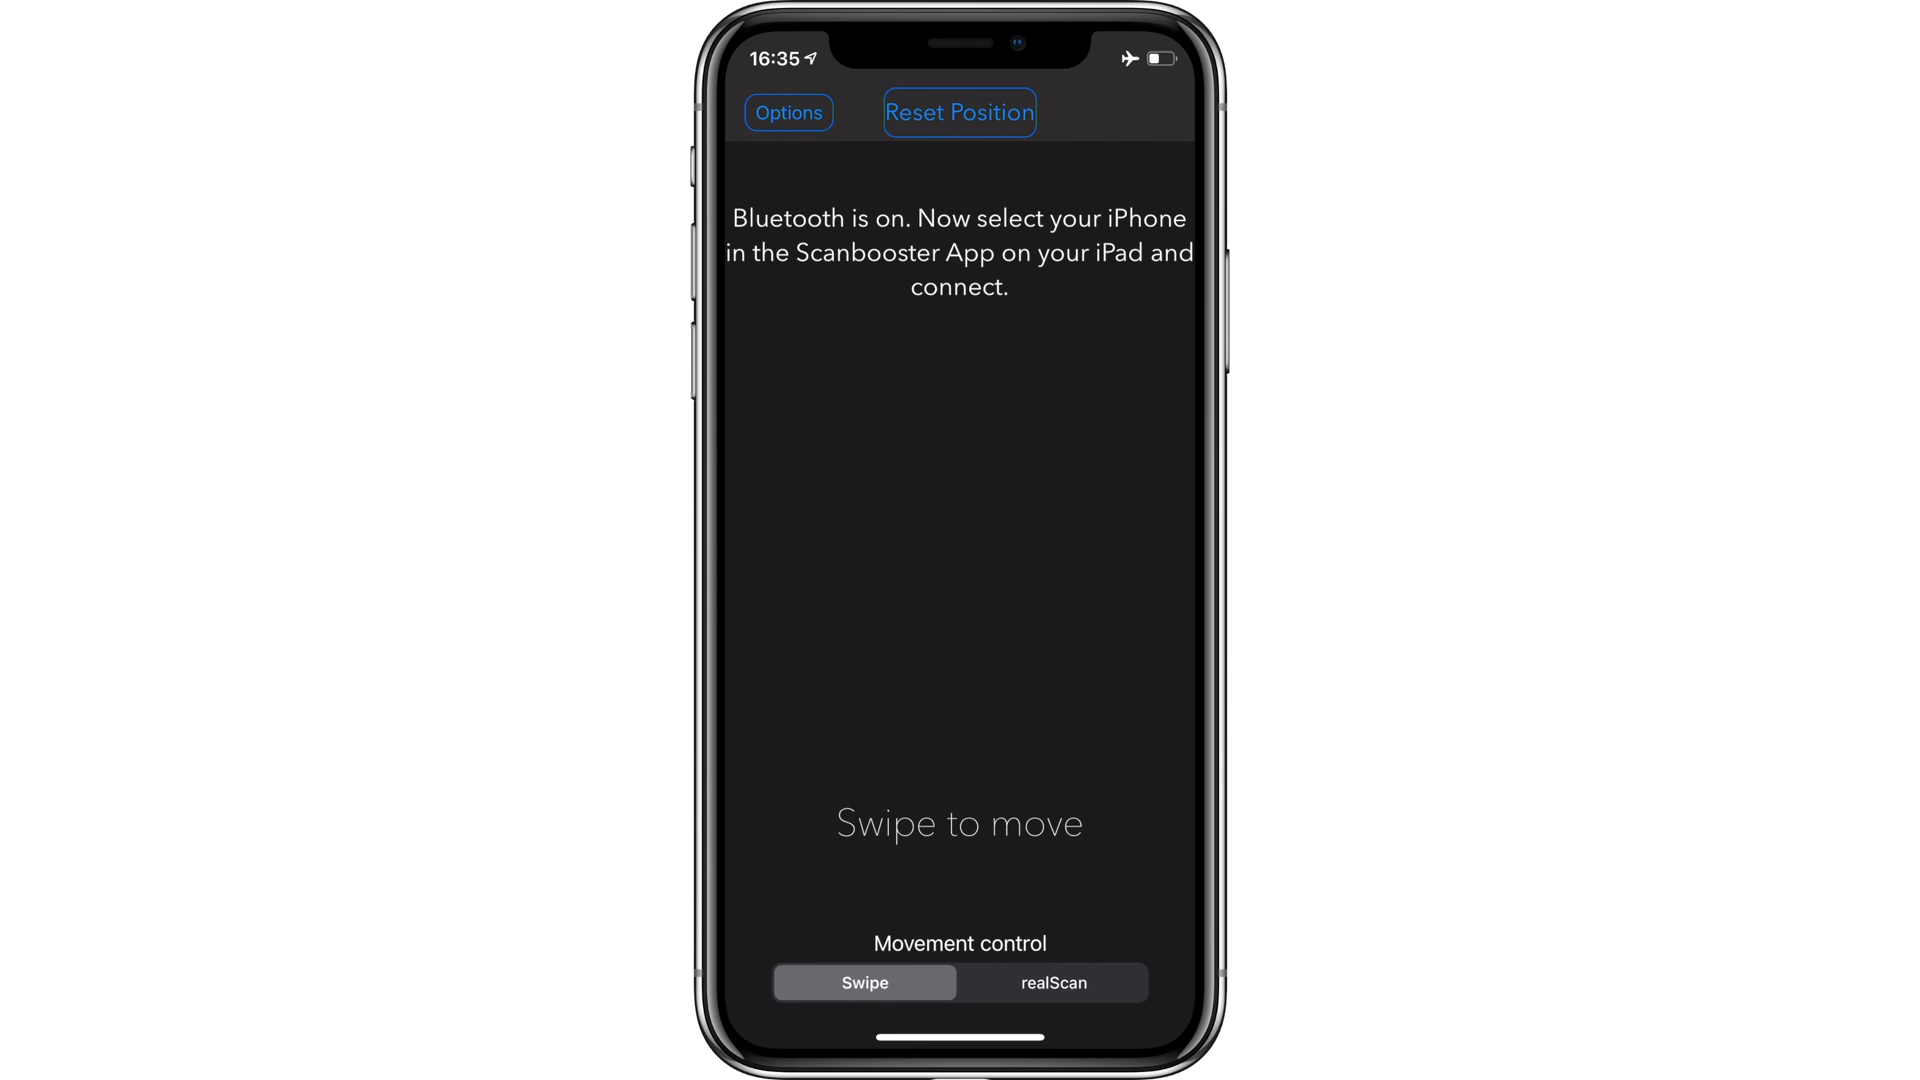 16:35
Options
Reset Position
Bluetooth is on. Now select your iPhone
in the Scanbooster App on your iPad and
connect.
Swipe to move
Movement control
Swipe
realScan